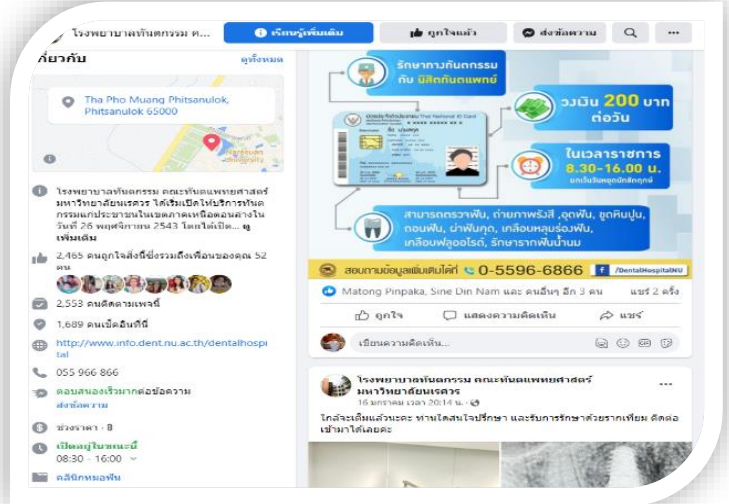 โรงพยาบาลทันตกรรม ค...
เรียนรู้เพิ่มเติม
ถูกใจแล้ว
ส่งข้อความ
เกี่ยวกับ
ดูทั้งหมด
Tha Pho Muang Phitsanulok,
Phitsanulok 65000
Naresuan
University
โรงพยาบาลทันตกรรม คณะทันตแพทยศาสตร์
มหาวิทยาลัยนเรศวร ได้เริ่มเปิดให้บริการทันต
กรรมแก่ประชาชนในเขตภาคเหนือตอนล่างใน
วันที่ 26 พฤศจิกายน 2543 โดยได้เปิด... ดู
เพิ่มเติม
2,465 คนถูกใจสิ่งนี้ซึ่งรวมถึงเพื่อนของคุณ 52
คน
2,553 คนติดตามเพจนี้
1,689 คนเช็คอินที่นี่
http://www.info.dent.nu.ac.th/dentalhospi
tal
055 966 866
ตอบสนองเร็วมากต่อข้อความ
ส่งข้อความ
ช่วงราคา · ฿
เปิดอยู่ในขณะนี้
08:30 - 16:00
คลินิกหมอฟัน
รักษาทางทันตกรรม
กับ นิสิตทันตแพทย์
บัตรประจำตัวประชาชน Thai National ID Card
วงเงิน 200 บาท
ต่อวัน
ในเวลาราชการ
8.30-16.00 น.
ยกเว้นวันหยุดนักขัตฤกษ์
สามารถตรวจฟัน, ถ่ายภาพรังสี ,อุดฟัน, ขูดหินปูน,
ถอนฟัน, ผ่าฟันคุด, เคลือบหลุมร่องฟัน,
เคลือบฟลูออไรด์, รักษารากฟันน้ำนม
สอบถามข้อมูลเพิ่มเติมได้ที่ 0-5596-6866 f /DentalHospitalNU
Matong Pinpaka, Sine Din Nam และ คนอื่นๆ อีก 3 คน
แชร์ 2 ครั้ง
ถูกใจ
แสดงความคิดเห็น
แชร์
เขียนความคิดเห็น...
โรงพยาบาลทันตกรรม คณะทันตแพทยศาสตร์
มหาวิทยาลัยนเรศวร
16 มกราคม เวลา 20:14 น. ·
ใกล้จะเต็มแล้วนะคะ ท่านใดสนใจปรึกษา และรับการรักษาด้วยรากเทียม ติดต่อ
เข้ามาได้เลยค่ะ